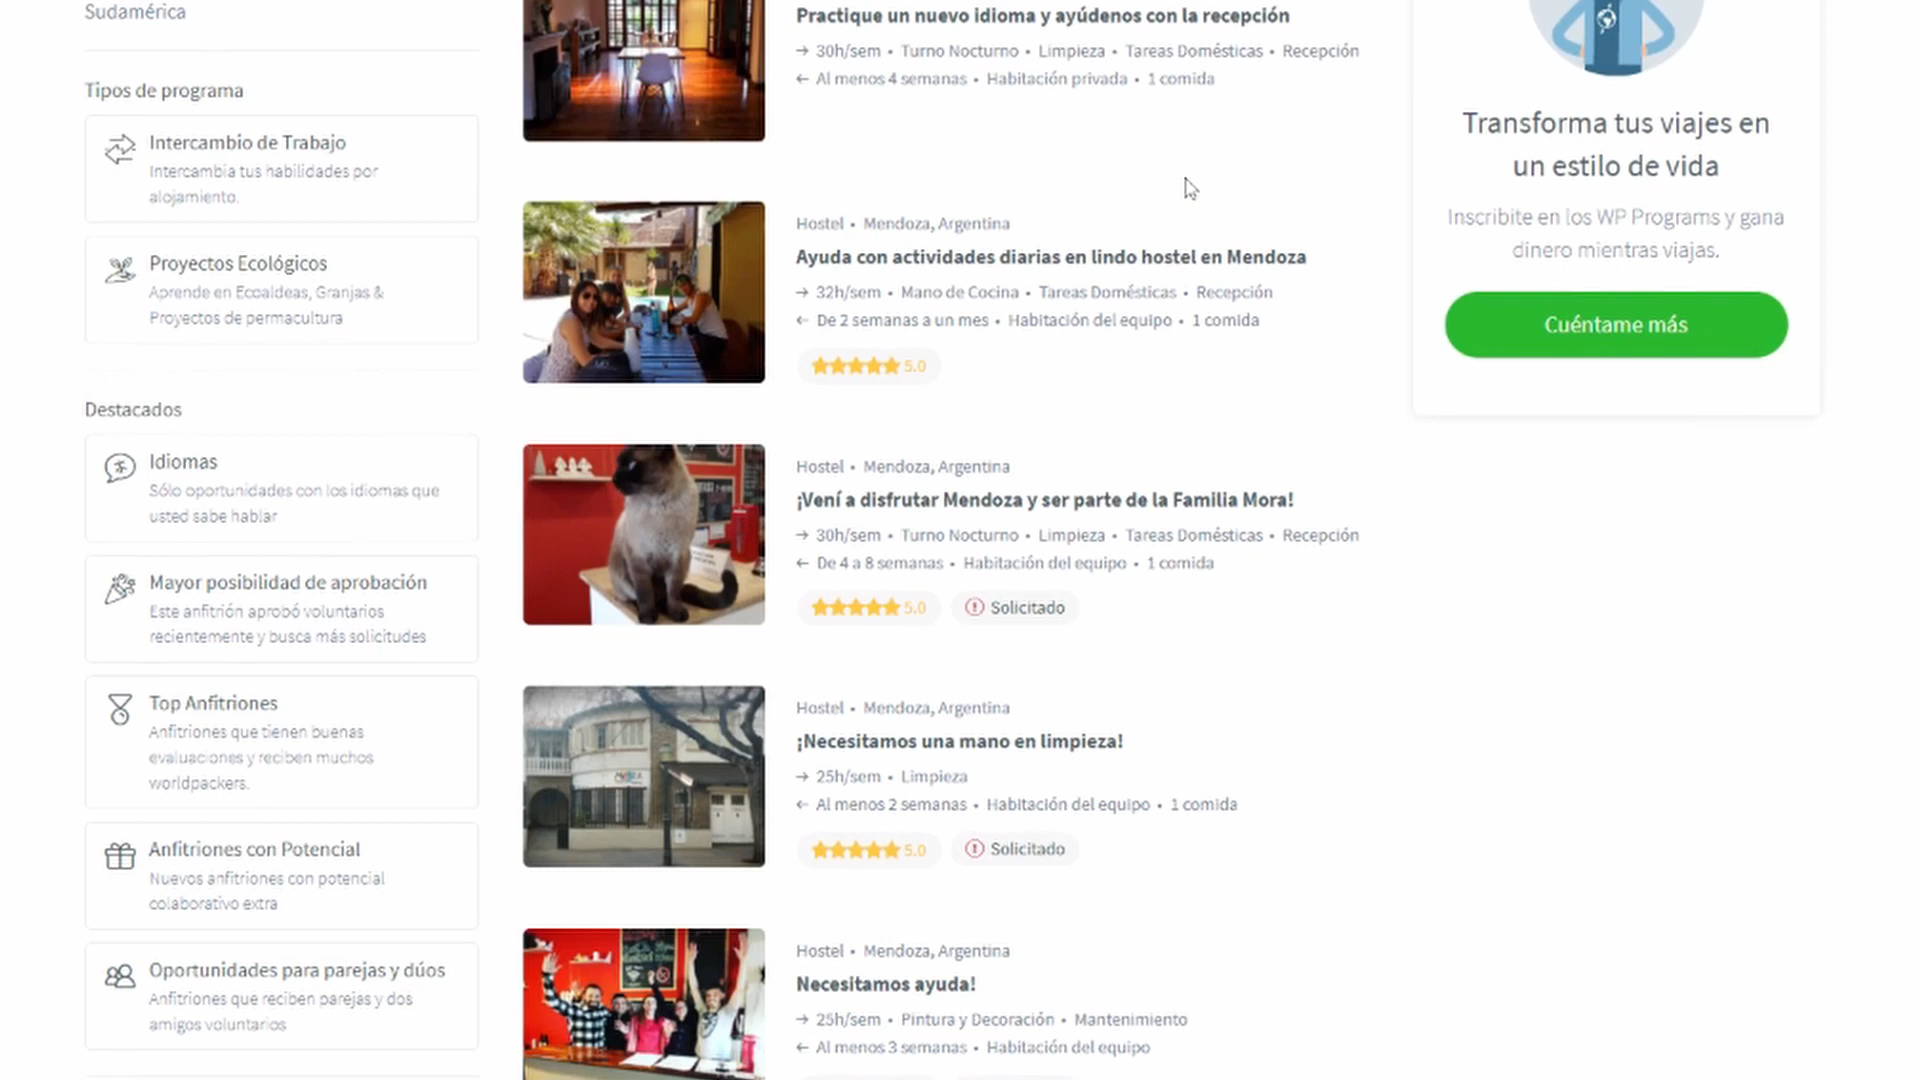 Sudamérica
Tipos de programa
Intercambio de Trabajo
Intercambia tus habilidades por
alojamiento.
Proyectos Ecológicos
Aprende en Ecoaldeas, Granjas &
Proyectos de permacultura
Destacados
Idiomas
Sólo oportunidades con los idiomas que
usted sabe hablar
Mayor posibilidad de aprobación
Este anfitrión aprobó voluntarios
recientemente y busca más solicitudes
Top Anfitriones
Anfitriones que tienen buenas
evaluaciones y reciben muchos
worldpackers.
Anfitriones con Potencial
Nuevos anfitriones con potencial
colaborativo extra
Oportunidades para parejas y dúos
Anfitriones que reciben parejas y dos
amigos voluntarios
Practique un nuevo idioma y ayúdenos con la recepción
→ 30h/sem • Turno Nocturno • Limpieza • Tareas Domésticas • Recepción
← Al menos 4 semanas • Habitación privada • 1 comida
Hostel • Mendoza, Argentina
Ayuda con actividades diarias en lindo hostel en Mendoza
→ 32h/sem • Mano de Cocina • Tareas Domésticas • Recepción
← De 2 semanas a un mes • Habitación del equipo • 1 comida
5.0
Hostel • Mendoza, Argentina
¡Vení a disfrutar Mendoza y ser parte de la Familia Mora!
→ 30h/sem • Turno Nocturno • Limpieza • Tareas Domésticas • Recepción
← De 4 a 8 semanas • Habitación del equipo • 1 comida
5.0 Solicitado
Hostel • Mendoza, Argentina
¡Necesitamos una mano en limpieza!
→ 25h/sem • Limpieza
← Al menos 2 semanas • Habitación del equipo • 1 comida
5.0 Solicitado
Hostel • Mendoza, Argentina
Necesitamos ayuda!
→ 25h/sem • Pintura y Decoración • Mantenimiento
← Al menos 3 semanas • Habitación del equipo
Transforma tus viajes en
un estilo de vida
Inscribite en los WP Programs y gana
dinero mientras viajas.
Cuéntame más